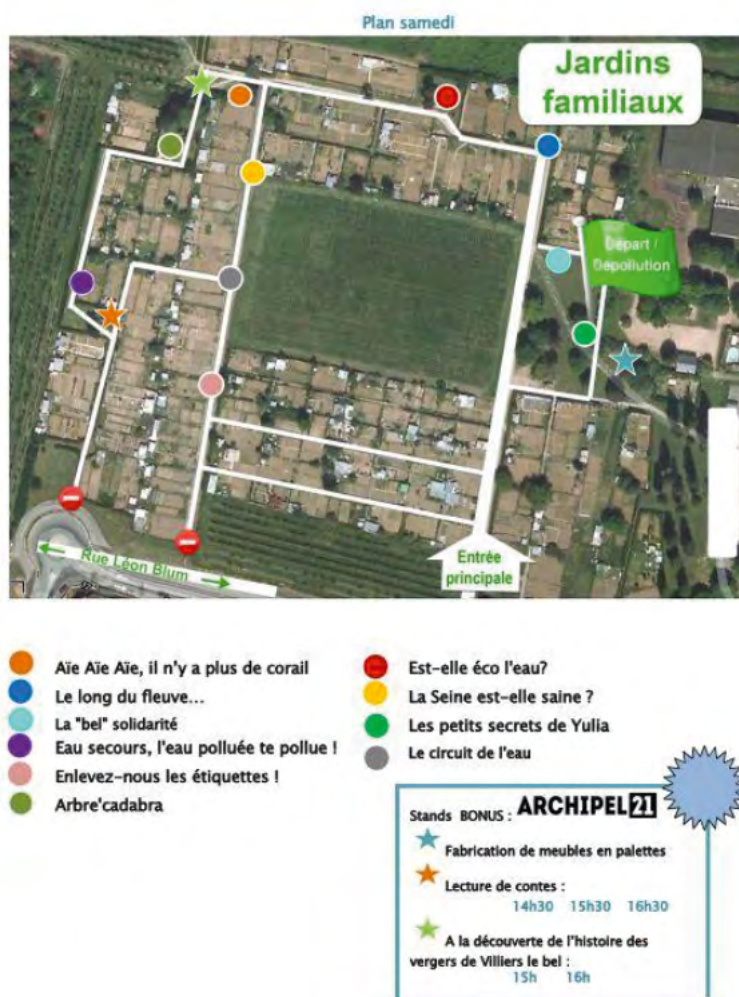 Plan samedi
Jardins
familiaux
Départ /
Dépollution
Rue Léon Blum
Entrée
principale
Aïe Aïe Aïe, il n'y a plus de corail
Le long du fleuve...
La "bel" solidarité
Eau secours, l'eau polluée te pollue !
Enlevez-nous les étiquettes !
Arbre'cadabra
Est-elle éco l'eau?
La Seine est-elle saine ?
Les petits secrets de Yulia
Le circuit de l'eau
Stands BONUS : ARCHIPEL 21
Fabrication de meubles en palettes
Lecture de contes :
14h30 15h30 16h30
A la découverte de l'histoire des
vergers de Villiers le bel :
15h 16h